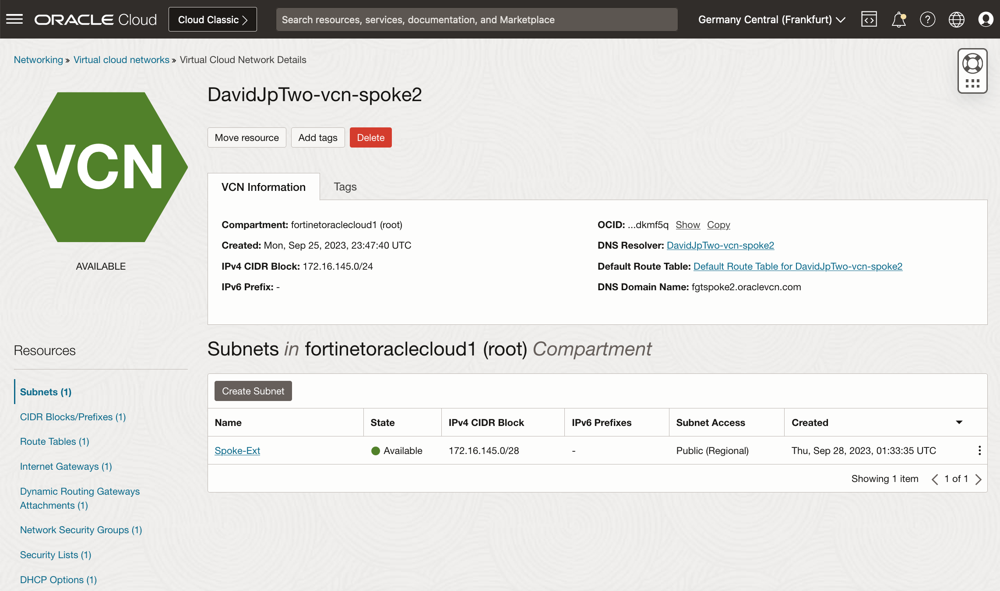 ORACLE Cloud
Cloud Classic
Search resources, services, documentation, and Marketplace
Germany Central (Frankfurt)
Networking » Virtual cloud networks » Virtual Cloud Network Details
VCN
AVAILABLE
DavidJpTwo-vcn-spoke2
Move resource
Add tags
Delete
VCN Information
Tags
Compartment: fortinetoraclecloud1 (root)
Created: Mon, Sep 25, 2023, 23:47:40 UTC
IPv4 CIDR Block: 172.16.145.0/24
IPv6 Prefix: -
OCID: ...dkmf5q Show Copy
DNS Resolver: DavidJpTwo-vcn-spoke2
Default Route Table: Default Route Table for DavidJpTwo-vcn-spoke2
DNS Domain Name: fgtspoke2.oraclevcn.com
Resources
Subnets (1)
CIDR Blocks/Prefixes (1)
Route Tables (1)
Internet Gateways (1)
Dynamic Routing Gateways
Attachments (1)
Network Security Groups (1)
Security Lists (1)
DHCP Options (1)
Subnets in fortinetoraclecloud1 (root) Compartment
Create Subnet
Name State IPv4 CIDR Block IPv6 Prefixes Subnet Access Created
Spoke-Ext Available 172.16.145.0/28 - Public (Regional) Thu, Sep 28, 2023, 01:33:35 UTC
Showing 1 item 1 of 1